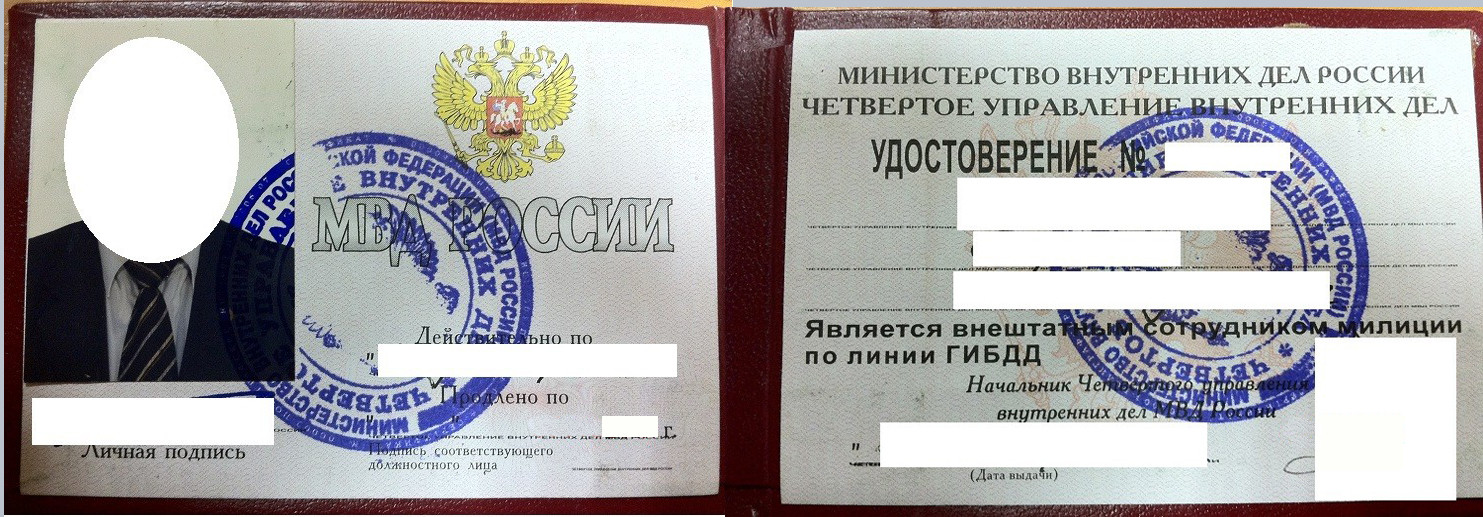 МВД РОССИИ
Действительно по
"
Продлено по
" г.
Личная подпись
Подпись соответствующего
должностного лица
МИНИСТЕРСТВО ВНУТРЕННИХ ДЕЛ РОССИИ
ЧЕТВЕРТОЕ УПРАВЛЕНИЕ ВНУТРЕННИХ ДЕЛ
УДОСТОВЕРЕНИЕ №
Является внештатным сотрудником милиции
по линии ГИБДД
Начальник Четвертого управления
внутренних дел МВД России
"
(Дата выдачи)